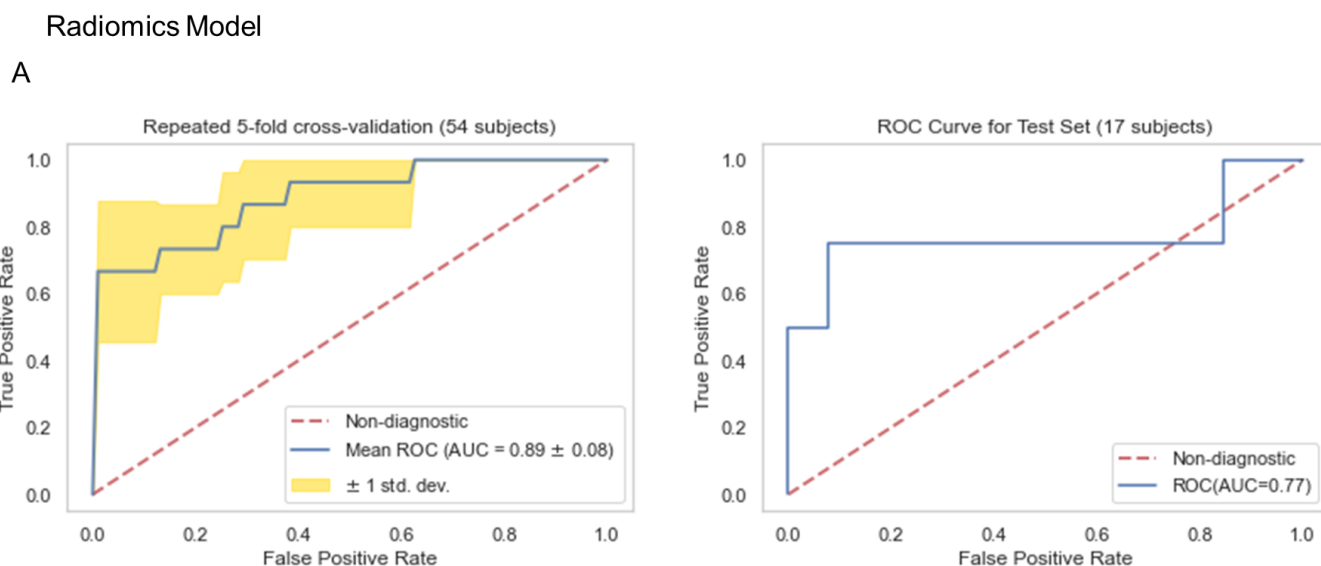 Radiomics Model
A
Repeated 5-fold cross-validation (54 subjects)
True Positive Rate
1.0
0.8
0.6
0.4
0.2
0.0
Non-diagnostic
Mean ROC (AUC = 0.89 ± 0.08)
± 1 std. dev.
0.0 0.2 0.4 0.6 0.8 1.0
False Positive Rate
ROC Curve for Test Set (17 subjects)
True Positive Rate
1.0
0.8
0.6
0.4
0.2
0.0
Non-diagnostic
ROC(AUC=0.77)
0.0 0.2 0.4 0.6 0.8 1.0
False Positive Rate